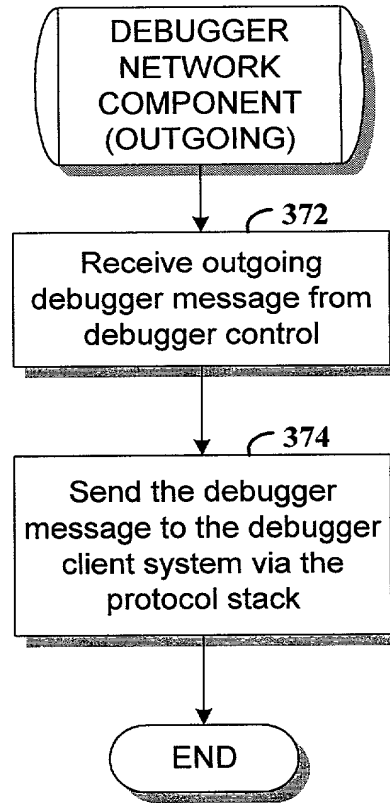 DEBUGGER
NETWORK
COMPONENT
(OUTGOING)
372
Receive outgoing
debugger message from
debugger control
374
Send the debugger
message to the debugger
client system via the
protocol stack
END